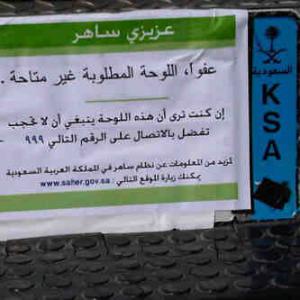 عزيزي ساهر
عفوا، اللوحة المطلوبة غير متاحة .
إن كنت ترى أن هذه اللوحة ينبغي أن لا تحجب
تفضل بالاتصال على الرقم التالي ٩٩٩
لمزيد من المعلومات عن نظام ساهر في المملكة العربية السعودية
يمكنك زيارة الموقع التالي : www.saher.gov.sa
السعودية
K
S
A